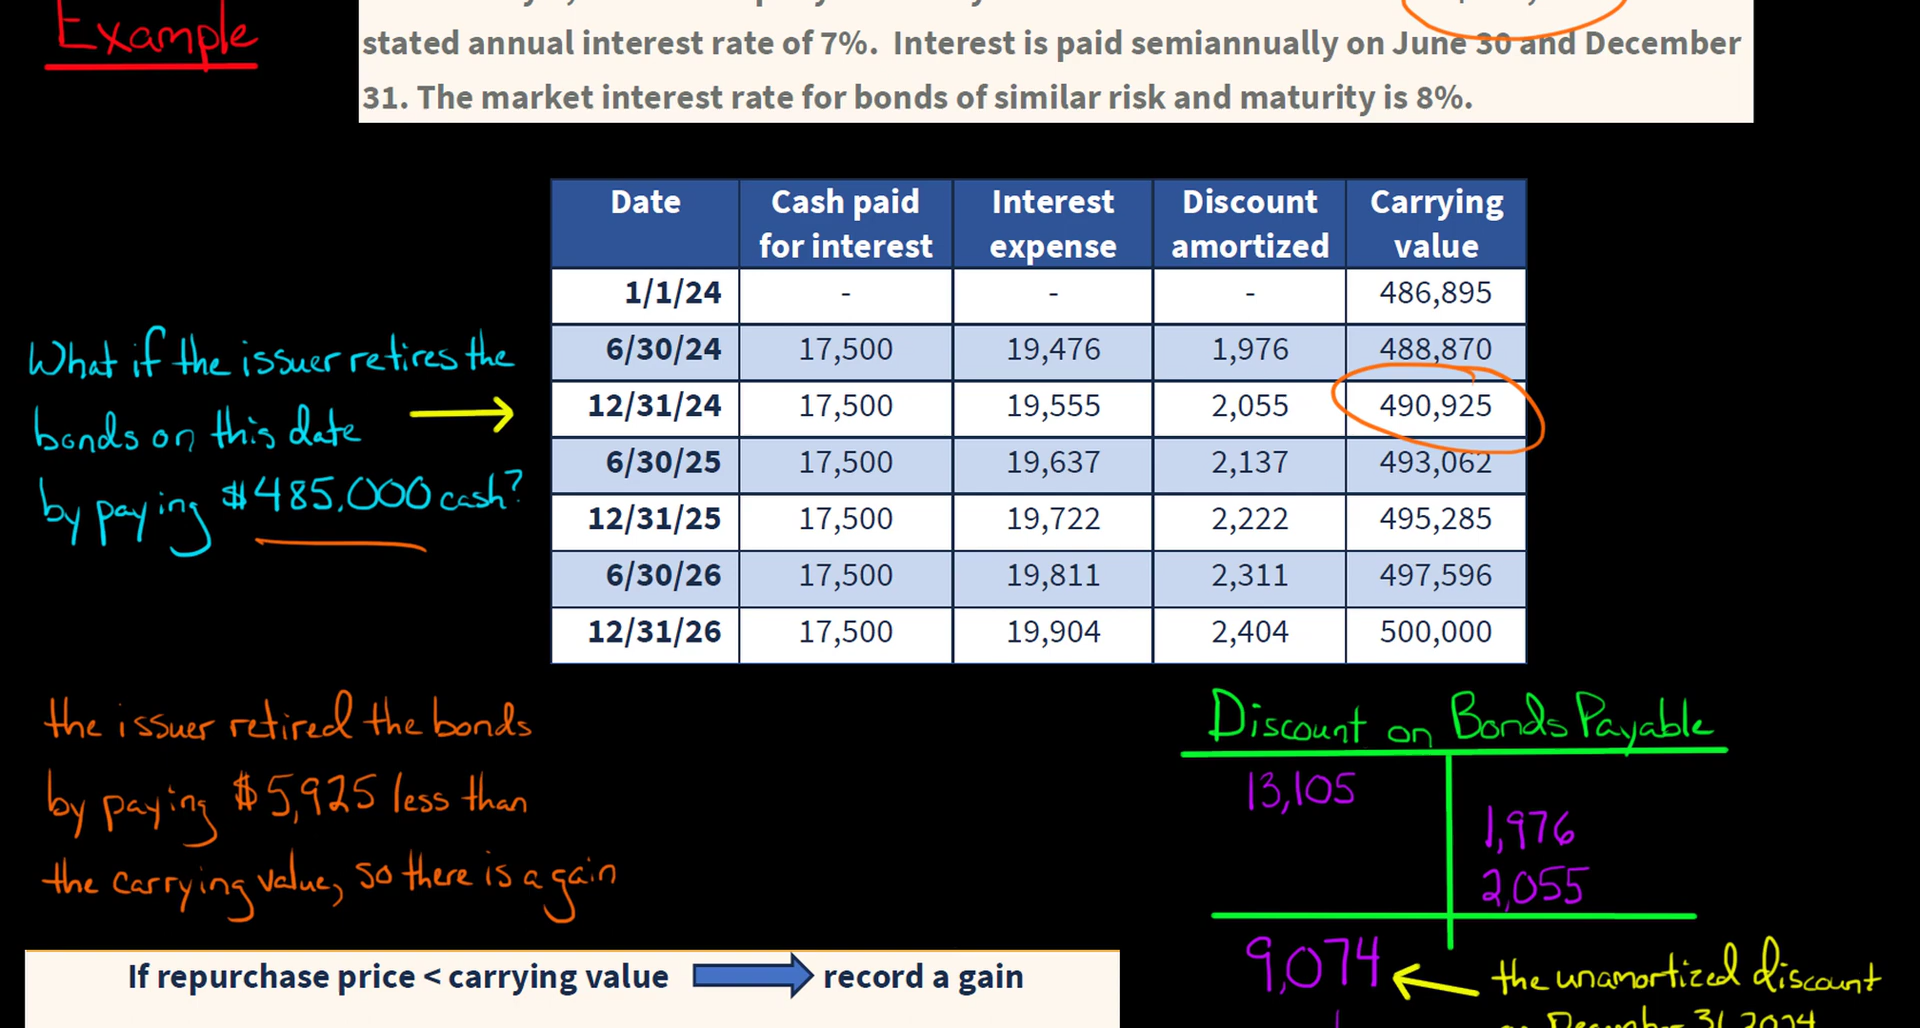 Example
stated annual interest rate of 7%. Interest is paid semiannually on June 30 and December
31. The market interest rate for bonds of similar risk and maturity is 8%.
Date | Cash paid for interest | Interest expense | Discount amortized | Carrying value
1/1/24 | - | - | - | 486,895
6/30/24 | 17,500 | 19,476 | 1,976 | 488,870
12/31/24 | 17,500 | 19,555 | 2,055 | 490,925
6/30/25 | 17,500 | 19,637 | 2,137 | 493,062
12/31/25 | 17,500 | 19,722 | 2,222 | 495,285
6/30/26 | 17,500 | 19,811 | 2,311 | 497,596
12/31/26 | 17,500 | 19,904 | 2,404 | 500,000
What if the issuer retires the
bonds on this date
by paying $485,000 cash?
the issuer retired the bonds
by paying $5,925 less than
the carrying value, so there is a gain
If repurchase price < carrying value record a gain
Discount on Bonds Payable
13,105
1,976
2,055
9,074
the unamortized discount